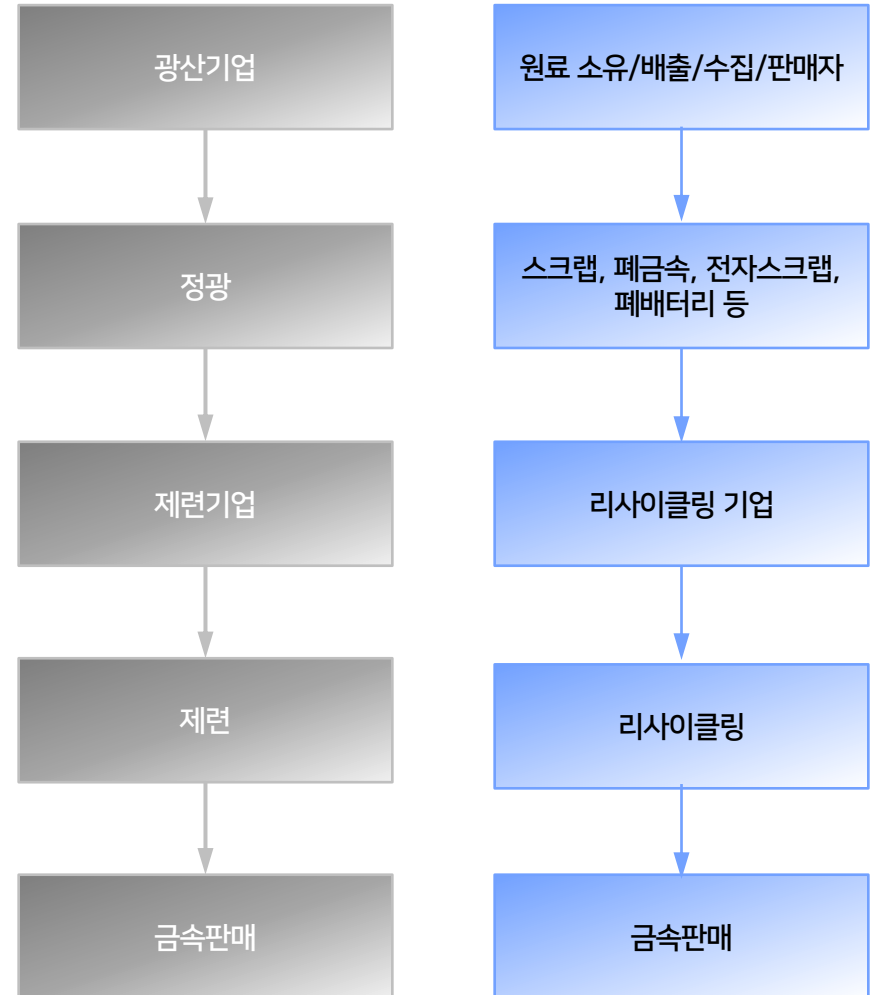 광산기업
원료 소유/배출/수집/판매자
정광
스크랩, 폐금속, 전자스크랩,
폐배터리 등
제련기업
리사이클링 기업
제련
리사이클링
금속판매
금속판매